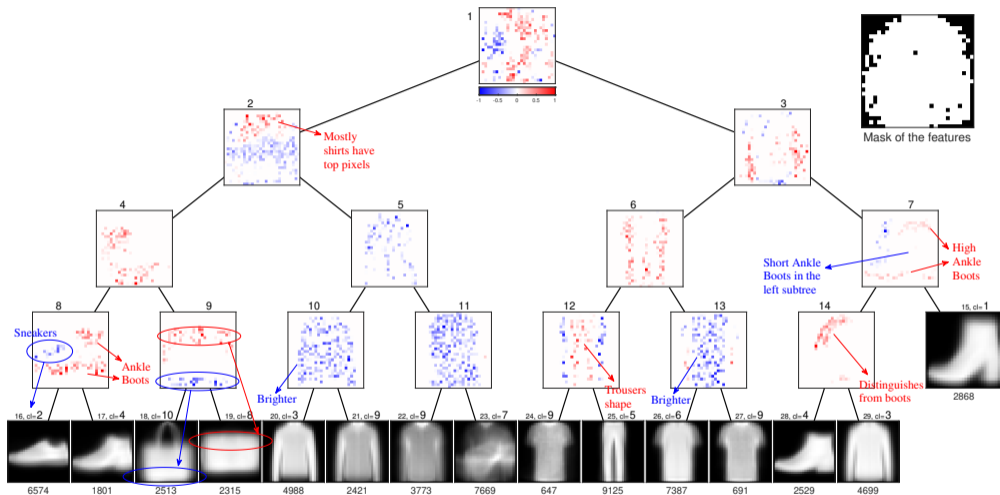 1
-1 -0.5 0 0.5 1
Mask of the features
2
Mostly
shirts have
top pixels
3
4
5
6
7
High
Ankle
Boots
Short Ankle
Boots in the
left subtree
8
Sneakers
Ankle
Boots
9
10
Brighter
11
12
Trousers
shape
13
Brighter
14
Distinguishes
from boots
15, cl=1
2868
16, cl=2
17, cl=4
18, cl=10
19, cl=8
20, cl=3
21, cl=9
22, cl=9
23, cl=7
24, cl=9
25, cl=5
26, cl=6
27, cl=9
28, cl=4
29, cl=3
6574
1801
2513
2315
4988
2421
3773
7669
647
9125
7387
691
2529
4699